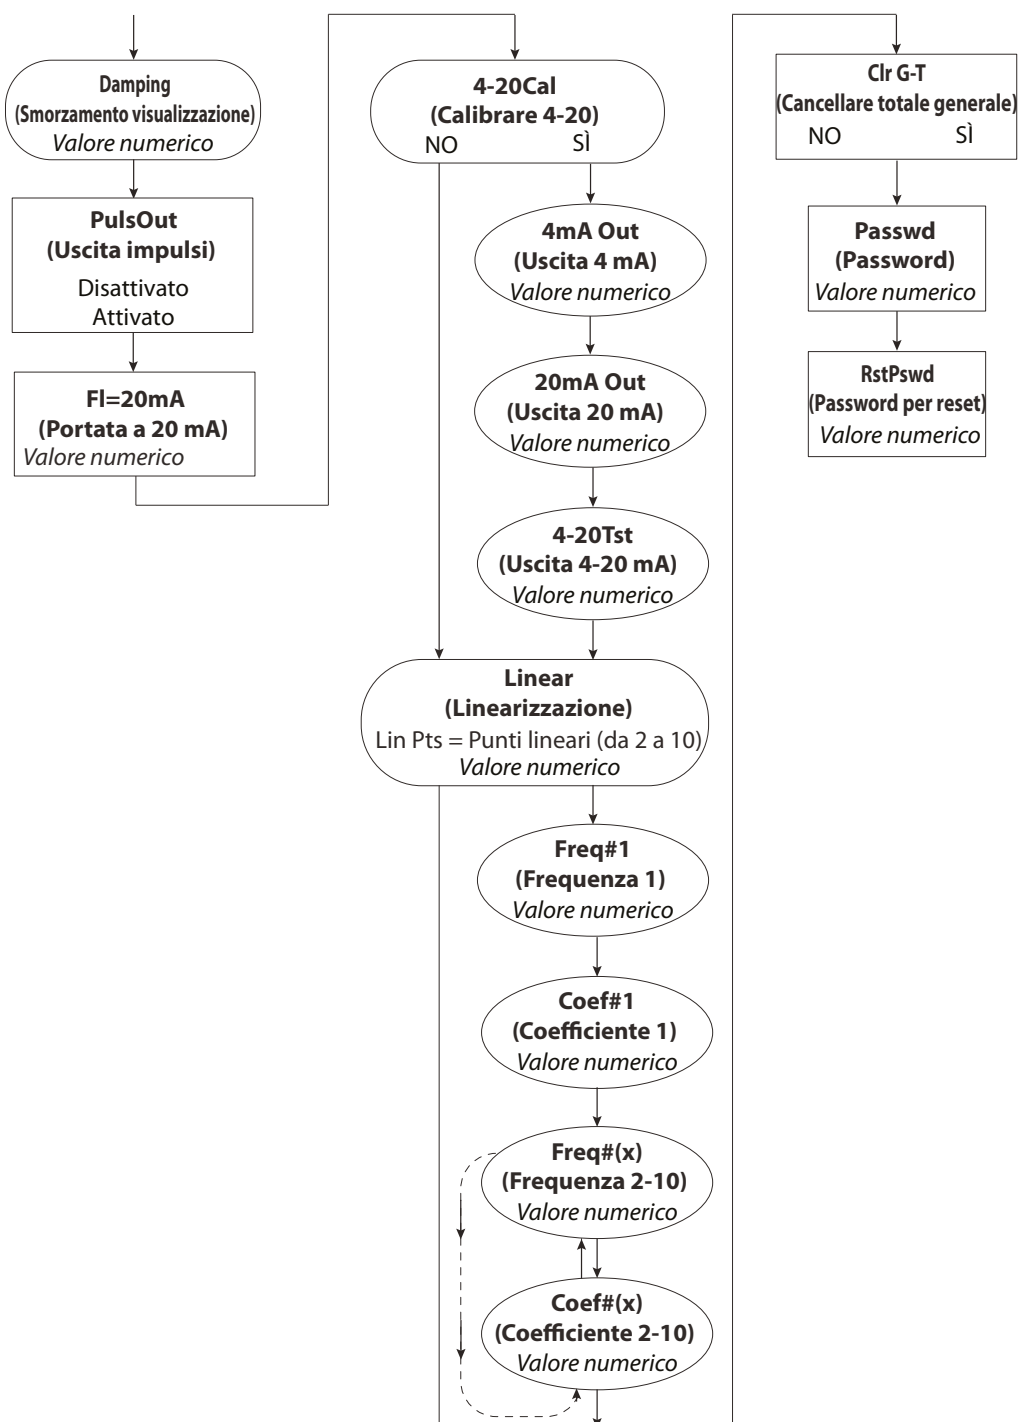 Damping
(Smorzamento visualizzazione)
Valore numerico
PulsOut
(Uscita impulsi)
Disattivato
Attivato
Fl=20mA
(Portata a 20 mA)
Valore numerico
4-20Cal
(Calibrare 4-20)
NO SÌ
4mA Out
(Uscita 4 mA)
Valore numerico
20mA Out
(Uscita 20 mA)
Valore numerico
4-20Tst
(Uscita 4-20 mA)
Valore numerico
Linear
(Linearizzazione)
Lin Pts = Punti lineari (da 2 a 10)
Valore numerico
Freq#1
(Frequenza 1)
Valore numerico
Coef#1
(Coefficiente 1)
Valore numerico
Freq#(x)
(Frequenza 2-10)
Valore numerico
Coef#(x)
(Coefficiente 2-10)
Valore numerico
Clr G-T
(Cancellare totale generale)
NO SÌ
Passwd
(Password)
Valore numerico
RstPswd
(Password per reset)
Valore numerico